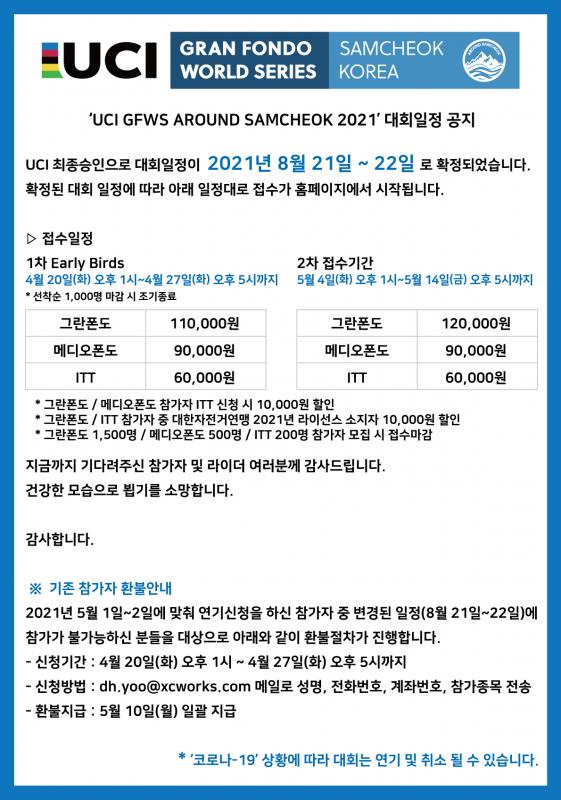 UCI
GRAN FONDO
WORLD SERIES
SAMCHEOK
KOREA
AROUND SAMCHEOK
‘UCI GFWS AROUND SAMCHEOK 2021’ 대회일정 공지
UCI 최종승인으로 대회일정이 2021년 8월 21일 ~ 22일 로 확정되었습니다.
확정된 대회 일정에 따라 아래 일정대로 접수가 홈페이지에서 시작됩니다.
▷ 접수일정
1차 Early Birds
4월 20일(화) 오후 1시~4월 27일(화) 오후 5시까지
* 선착순 1,000명 마감 시 조기종료
그란폰도 110,000원
메디오폰도 90,000원
ITT 60,000원
2차 접수기간
5월 4일(화) 오후 1시~5월 14일(금) 오후 5시까지
그란폰도 120,000원
메디오폰도 90,000원
ITT 60,000원
* 그란폰도 / 메디오폰도 참가자 ITT 신청 시 10,000원 할인
* 그란폰도 / ITT 참가자 중 대한자전거연맹 2021년 라이선스 소지자 10,000원 할인
* 그란폰도 1,500명 / 메디오폰도 500명 / ITT 200명 참가자 모집 시 접수마감
지금까지 기다려주신 참가자 및 라이더 여러분께 감사드립니다.
건강한 모습으로 뵙기를 소망합니다.
감사합니다.
※ 기존 참가자 환불안내
2021년 5월 1일~2일에 맞춰 연기신청을 하신 참가자 중 변경된 일정(8월 21일~22일)에
참가가 불가능하신 분들을 대상으로 아래와 같이 환불절차가 진행합니다.
- 신청기간 : 4월 20일(화) 오후 1시 ~ 4월 27일(화) 오후 5시까지
- 신청방법 : dh.yoo@xcworks.com 메일로 성명, 전화번호, 계좌번호, 참가종목 전송
- 환불지급 : 5월 10일(월) 일괄 지급
* ‘코로나-19’ 상황에 따라 대회는 연기 및 취소 될 수 있습니다.